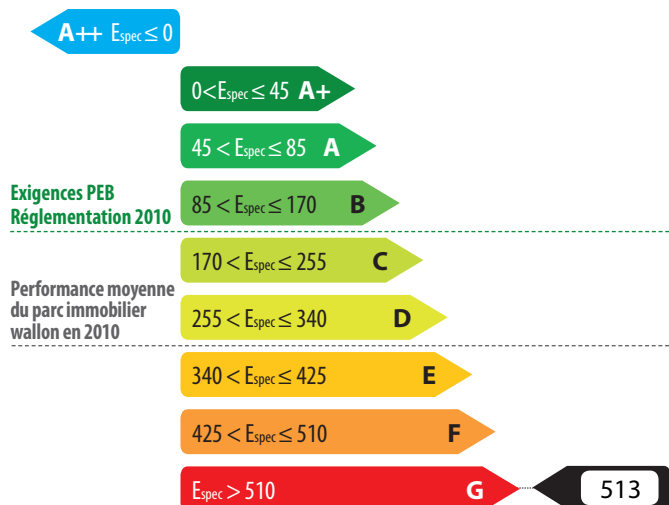 A++ Espec ≤ 0
0<Espec ≤ 45 A+
45 < Espec ≤ 85 A
Exigences PEB
Réglementation 2010
85 < Espec ≤ 170 B
170 < Espec ≤ 255 C
Performance moyenne
du parc immobilier
wallon en 2010
255 < Espec ≤ 340 D
340 < Espec ≤ 425 E
425 < Espec ≤ 510 F
Espec > 510 G 513